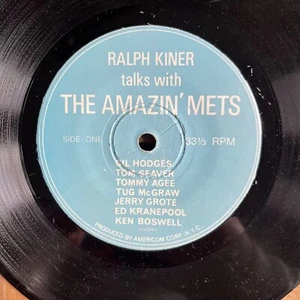 RALPH KINER
talks with
THE AMAZIN' METS
SIDE ONE 33⅓ RPM
GIL HODGES
TOM SEAVER
TOMMY AGEE
TUG McGRAW
JERRY GROTE
ED KRANEPOOL
KEN BOSWELL
PRODUCED BY AMERICOM CORP. N.Y.C.